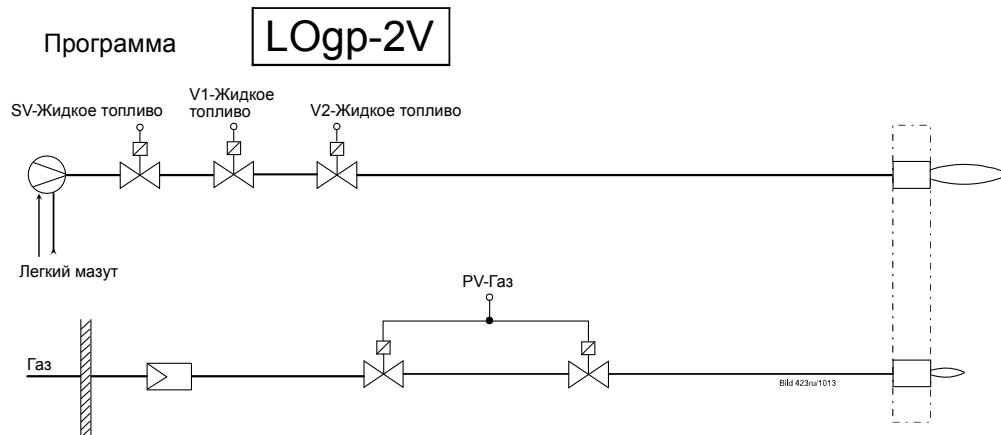 Программа LOgp-2V
SV-Жидкое топливо
V1-Жидкое
топливо
V2-Жидкое топливо
Легкий мазут
PV-Газ
Газ
Bild 423ru/1013